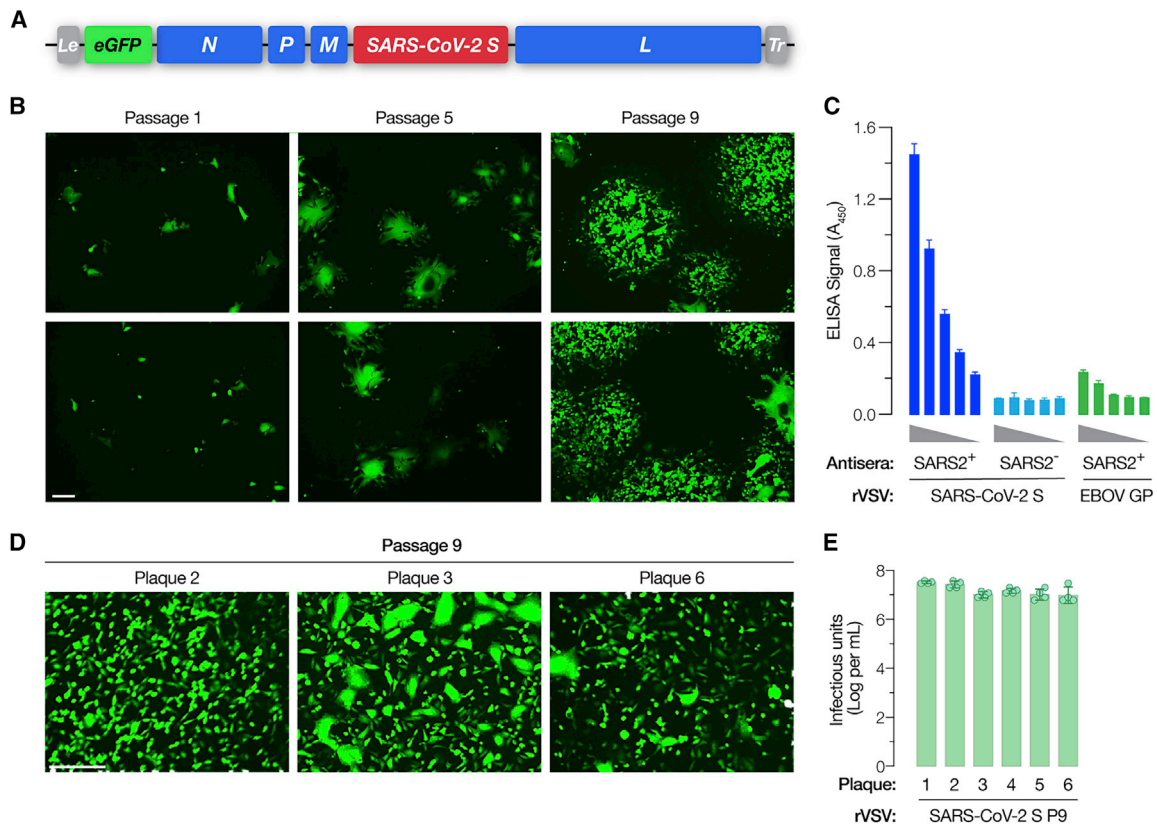 A
Le eGFP N P M SARS-CoV-2 S L Tr
B
Passage 1 Passage 5 Passage 9
C
1.6
1.2
0.8
0.4
0.0
ELISA Signal (A450)
Antisera: SARS2+ SARS2- SARS2+
rVSV: SARS-CoV-2 S EBOV GP
D
Passage 9
Plaque 2 Plaque 3 Plaque 6
E
8
6
4
2
0
Infectious units
(Log per mL)
Plaque: 1 2 3 4 5 6
rVSV: SARS-CoV-2 S P9